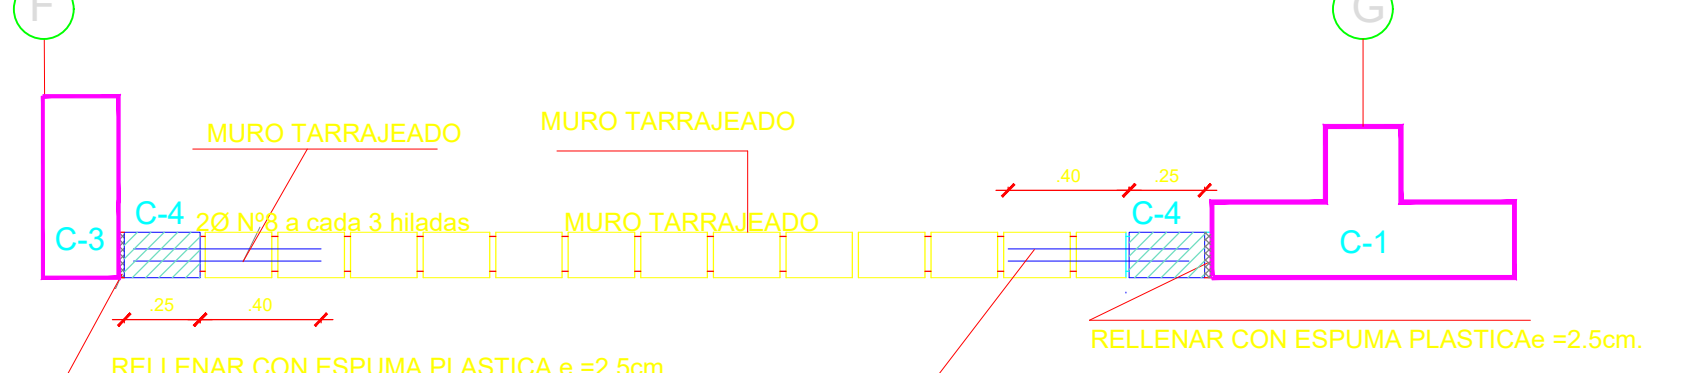 F
G
MURO TARRAJEADO
MURO TARRAJEADO
.40
.25
C-4
2Ø Nº8 a cada 3 hiladas
MURO TARRAJEADO
C-4
C-3
C-1
.25
.40
RELLENAR CON ESPUMA PLASTICAe =2.5cm.
RELLENAR CON ESPUMA PLASTICA e =2.5cm.